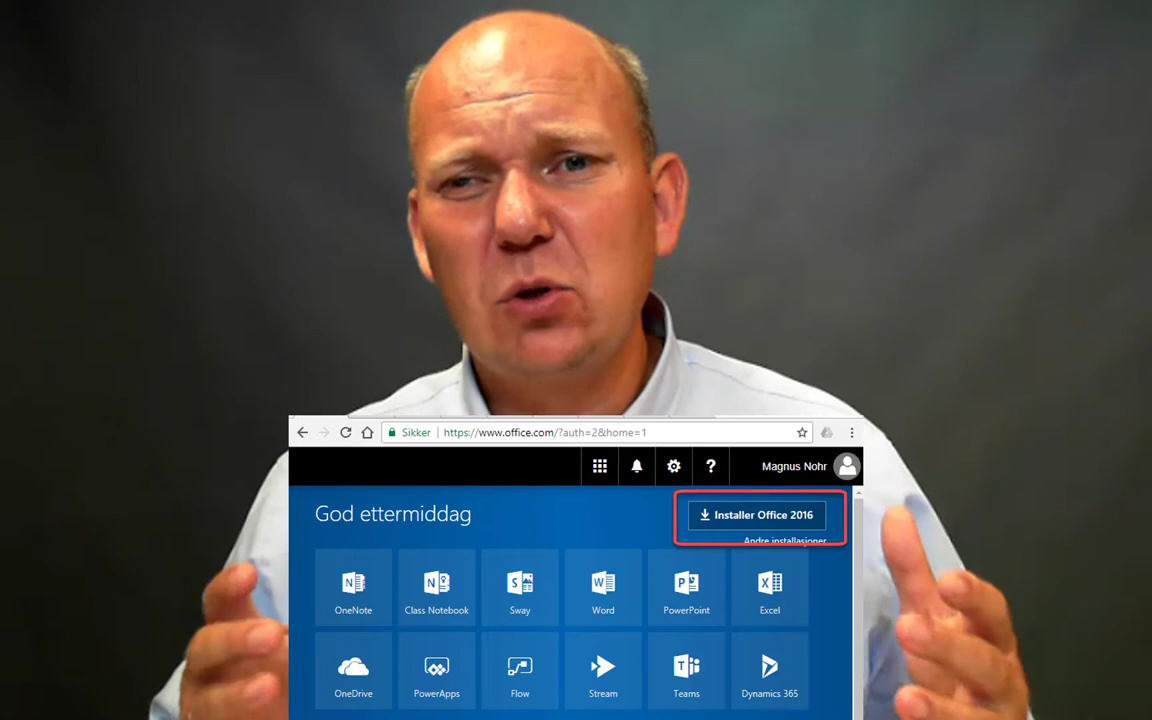 Sikker https://www.office.com/?auth=2&home=1
? Magnus Nohr
God ettermiddag
Installer Office 2016
Andre installasjoner
OneNote Class Notebook Sway Word PowerPoint Excel
OneDrive PowerApps Flow Stream Teams Dynamics 365